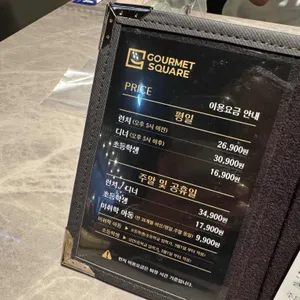 GOURMET
SQUARE
PRICE
이용요금 안내
평일
런치 (오후 5시 이전) 26,900원
디너 (오후 5시 이후) 30,900원
초등학생 16,900원
주말 및 공휴일
런치/디너 34,900원
초등학생 17,900원
미취학 아동 9,900원